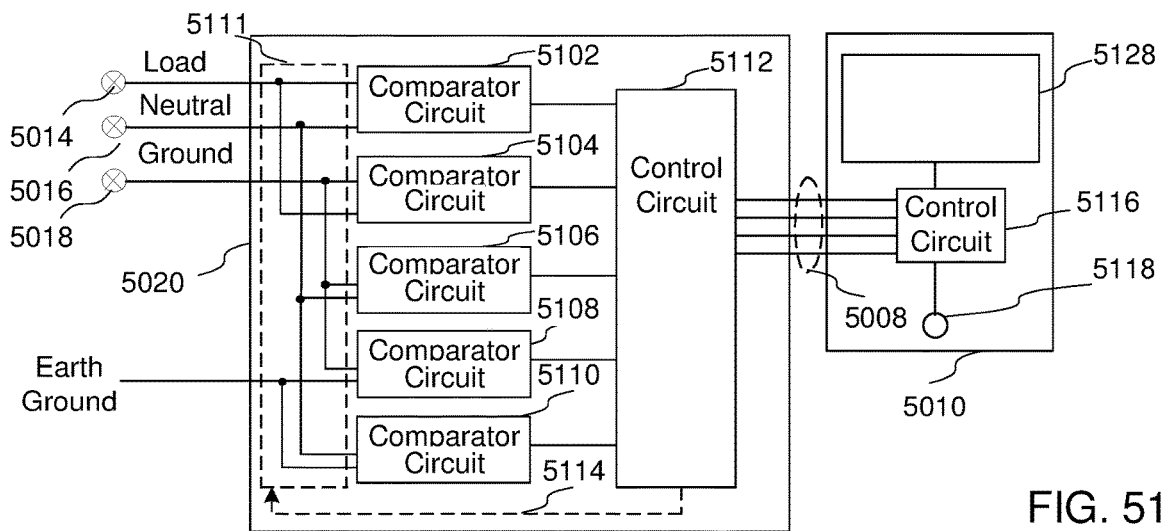 5111
5102
5112
5128
Load
Comparator
Circuit
Neutral
5014
5104
Ground
Comparator
Circuit
Control
Circuit
5016
Control
Circuit
5116
5018
5106
5020
Comparator
Circuit
5118
5108
5008
Earth
Ground
Comparator
Circuit
5110
5010
Comparator
Circuit
5114
FIG. 51